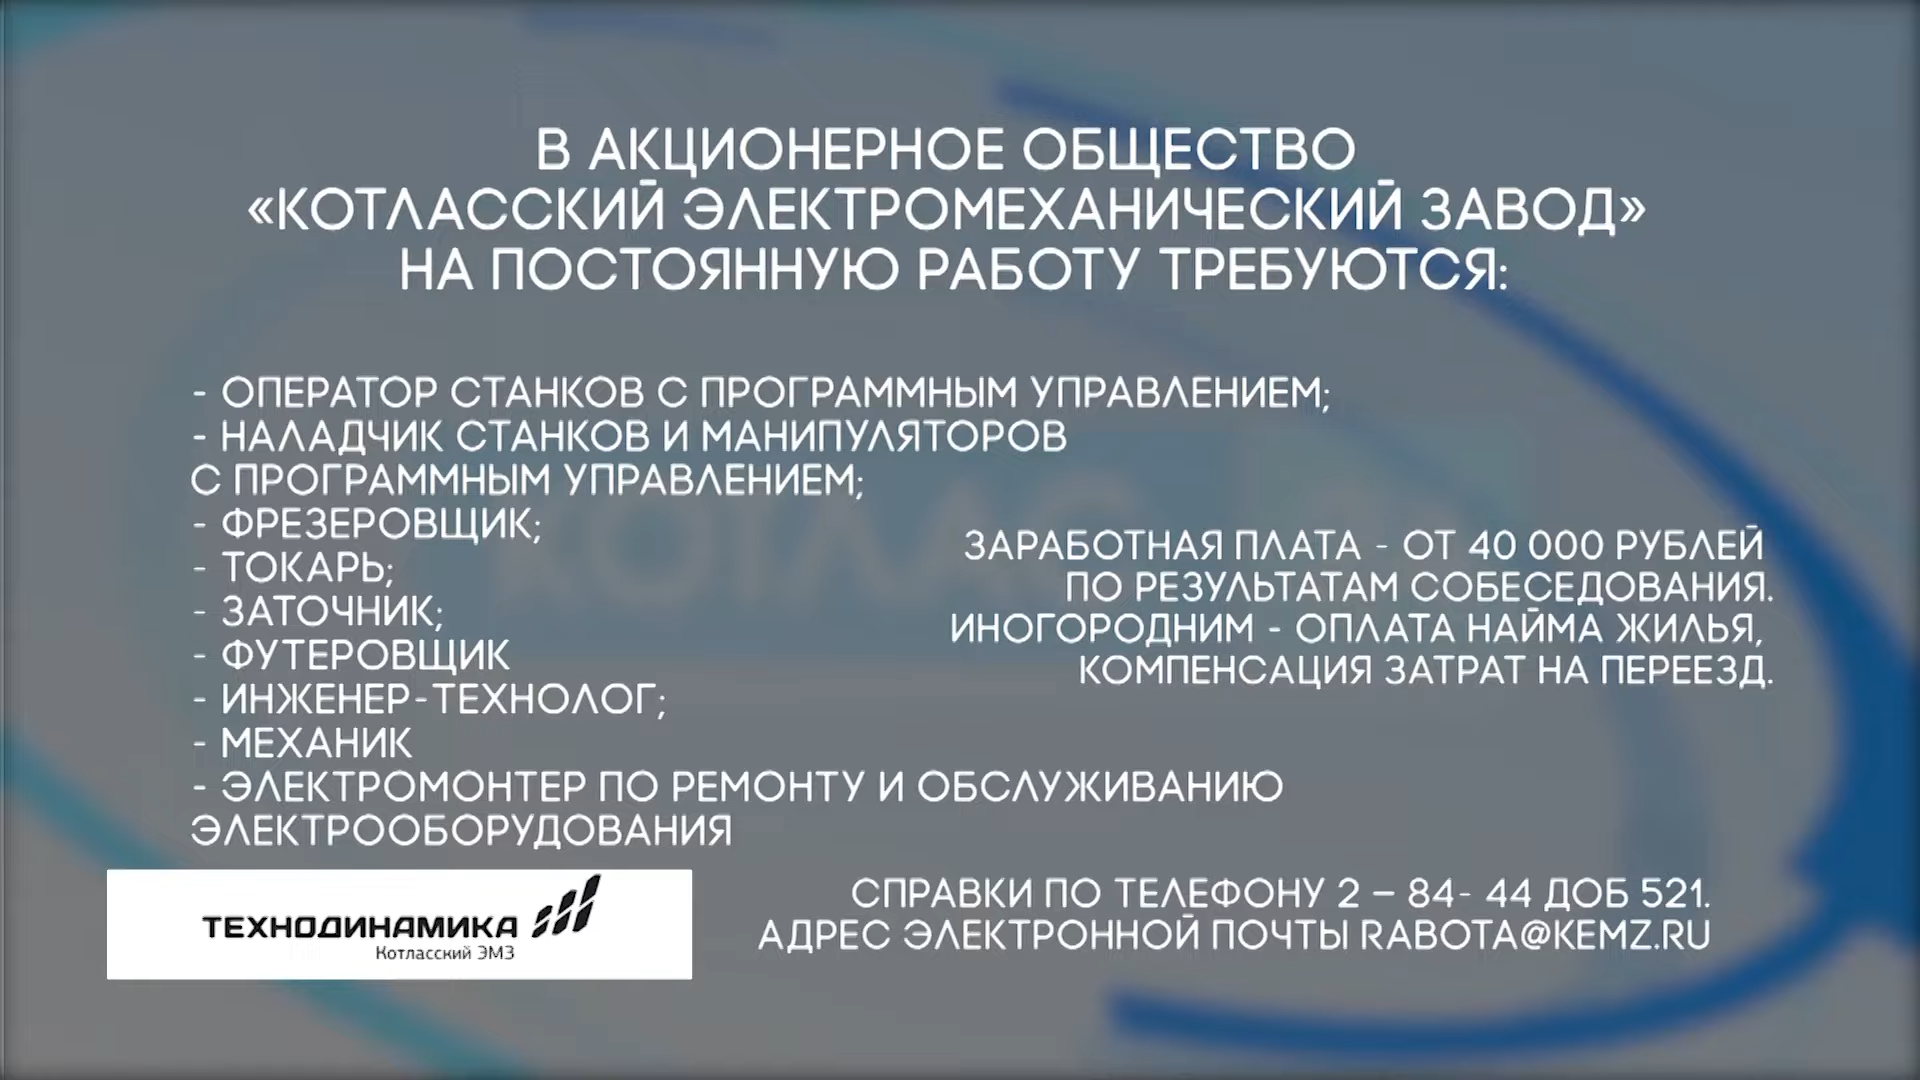 В АКЦИОНЕРНОЕ ОБЩЕСТВО
«КОТЛАССКИЙ ЭЛЕКТРОМЕХАНИЧЕСКИЙ ЗАВОД»
НА ПОСТОЯННУЮ РАБОТУ ТРЕБУЮТСЯ:
- ОПЕРАТОР СТАНКОВ С ПРОГРАММНЫМ УПРАВЛЕНИЕМ;
- НАЛАДЧИК СТАНКОВ И МАНИПУЛЯТОРОВ
С ПРОГРАММНЫМ УПРАВЛЕНИЕМ;
- ФРЕЗЕРОВЩИК;
- ТОКАРЬ;
- ЗАТОЧНИК;
- ФУТЕРОВЩИК
- ИНЖЕНЕР-ТЕХНОЛОГ;
- МЕХАНИК
- ЭЛЕКТРОМОНТЕР ПО РЕМОНТУ И ОБСЛУЖИВАНИЮ
ЭЛЕКТРООБОРУДОВАНИЯ
ЗАРАБОТНАЯ ПЛАТА - ОТ 40 000 РУБЛЕЙ
ПО РЕЗУЛЬТАТАМ СОБЕСЕДОВАНИЯ.
ИНОГОРОДНИМ - ОПЛАТА НАЙМА ЖИЛЬЯ,
КОМПЕНСАЦИЯ ЗАТРАТ НА ПЕРЕЕЗД.
ТЕХНОДИНАМИКА
Котласский ЭМЗ
СПРАВКИ ПО ТЕЛЕФОНУ 2 – 84- 44 ДОБ 521.
АДРЕС ЭЛЕКТРОННОЙ ПОЧТЫ RABOTA@KEMZ.RU
КОТЛАС